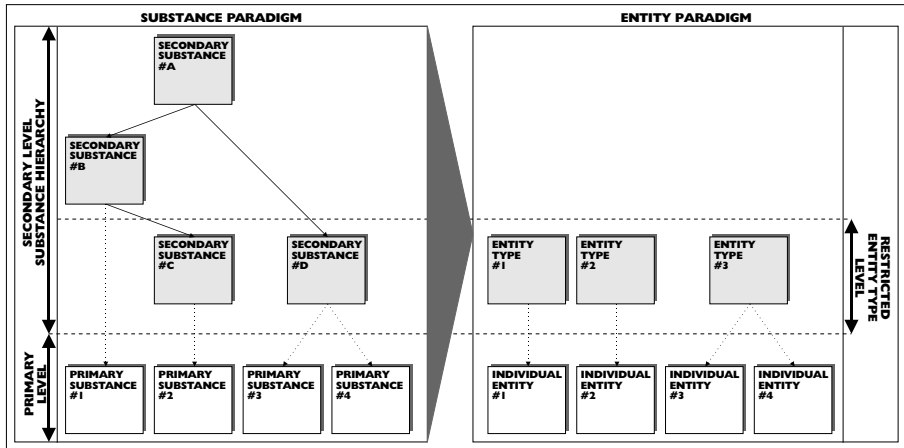 SUBSTANCE PARADIGM
ENTITY PARADIGM
SECONDARY LEVEL
SUBSTANCE HIERARCHY
PRIMARY
LEVEL
SECONDARY
SUBSTANCE
#A
SECONDARY
SUBSTANCE
#B
SECONDARY
SUBSTANCE
#C
SECONDARY
SUBSTANCE
#D
PRIMARY
SUBSTANCE
#1
PRIMARY
SUBSTANCE
#2
PRIMARY
SUBSTANCE
#3
PRIMARY
SUBSTANCE
#4
ENTITY
TYPE
#1
ENTITY
TYPE
#2
ENTITY
TYPE
#3
INDIVIDUAL
ENTITY
#1
INDIVIDUAL
ENTITY
#2
INDIVIDUAL
ENTITY
#3
INDIVIDUAL
ENTITY
#4
RESTRICTED
ENTITY TYPE
LEVEL